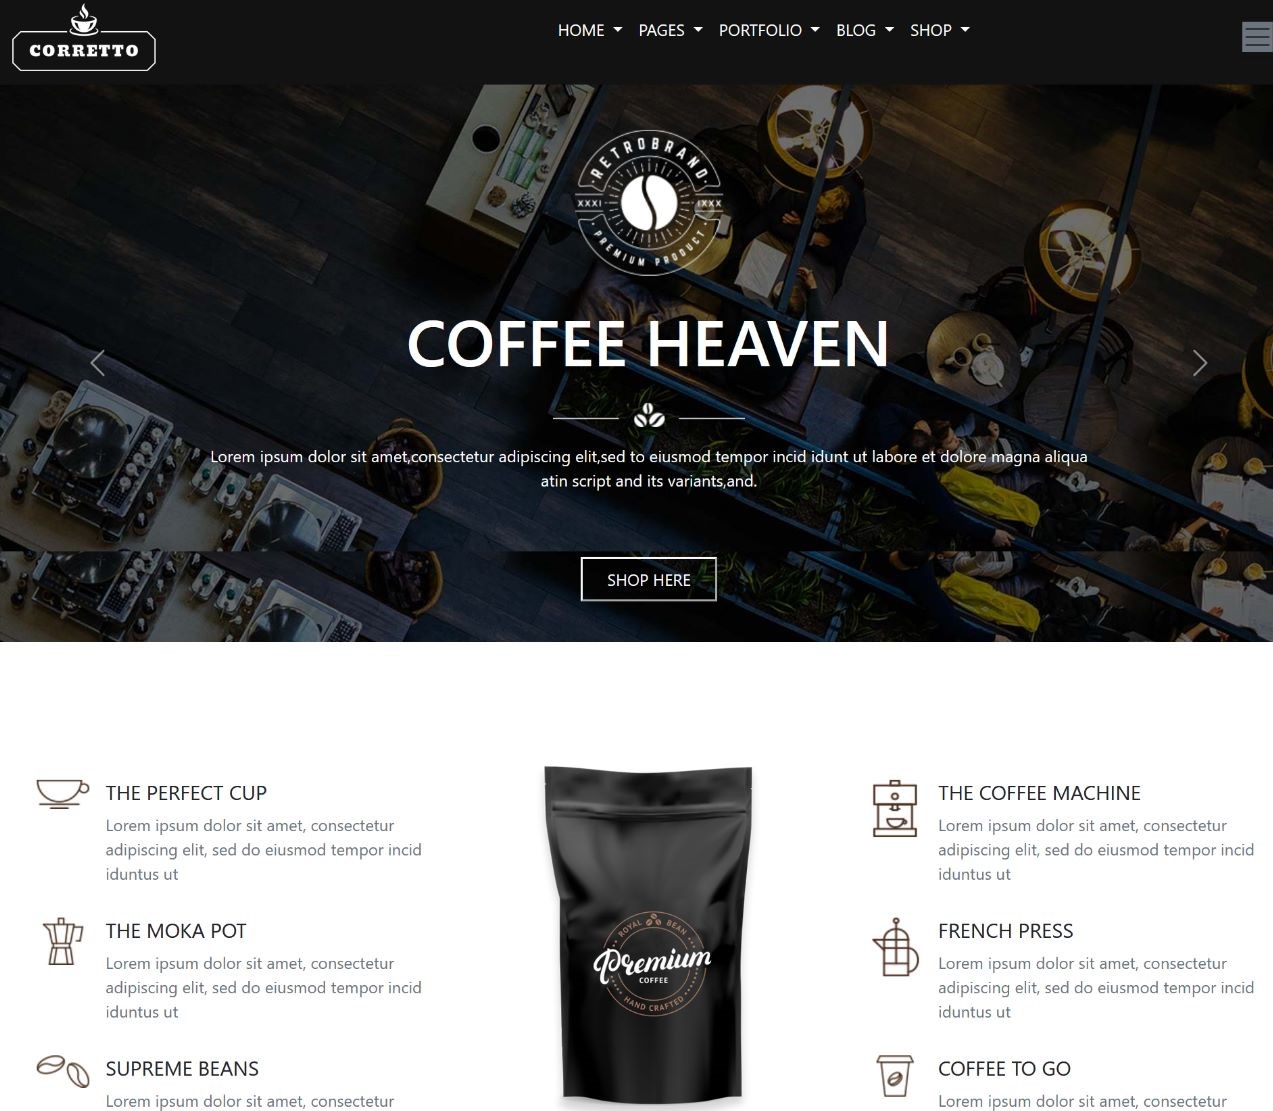 CORRETTO
HOME
PAGES
PORTFOLIO
BLOG
SHOP
RETROBRAND
XXXI
IXXX
PREMIUM PRODUCT
COFFEE HEAVEN
Lorem ipsum dolor sit amet,consectetur adipiscing elit,sed to eiusmod tempor incid idunt ut labore et dolore magna aliqua
atin script and its variants,and.
SHOP HERE
THE PERFECT CUP
Lorem ipsum dolor sit amet, consectetur
adipiscing elit, sed do eiusmod tempor incid
iduntus ut
THE MOKA POT
Lorem ipsum dolor sit amet, consectetur
adipiscing elit, sed do eiusmod tempor incid
iduntus ut
SUPREME BEANS
Lorem ipsum dolor sit amet, consectetur
ROYAL BEAN
Premium
COFFEE
HAND CRAFTED
THE COFFEE MACHINE
Lorem ipsum dolor sit amet, consectetur
adipiscing elit, sed do eiusmod tempor incid
iduntus ut
FRENCH PRESS
Lorem ipsum dolor sit amet, consectetur
adipiscing elit, sed do eiusmod tempor incid
iduntus ut
COFFEE TO GO
Lorem ipsum dolor sit amet, consectetur